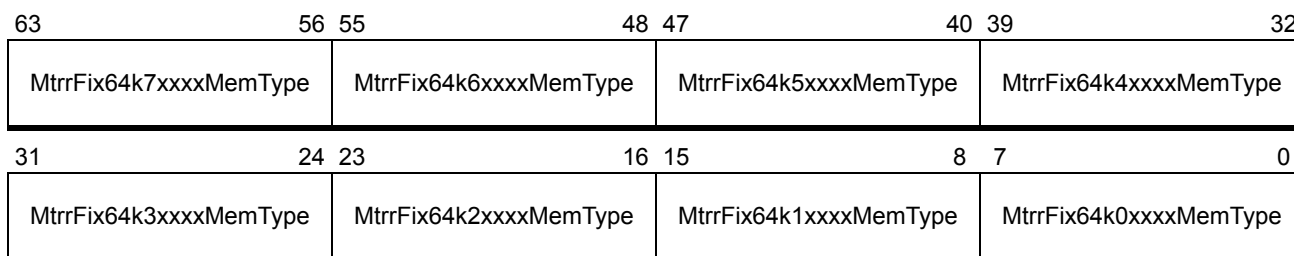 63 56 55 48 47 40 39 32
MtrrFix64k7xxxxMemType MtrrFix64k6xxxxMemType MtrrFix64k5xxxxMemType MtrrFix64k4xxxxMemType
31 24 23 16 15 8 7 0
MtrrFix64k3xxxxMemType MtrrFix64k2xxxxMemType MtrrFix64k1xxxxMemType MtrrFix64k0xxxxMemType